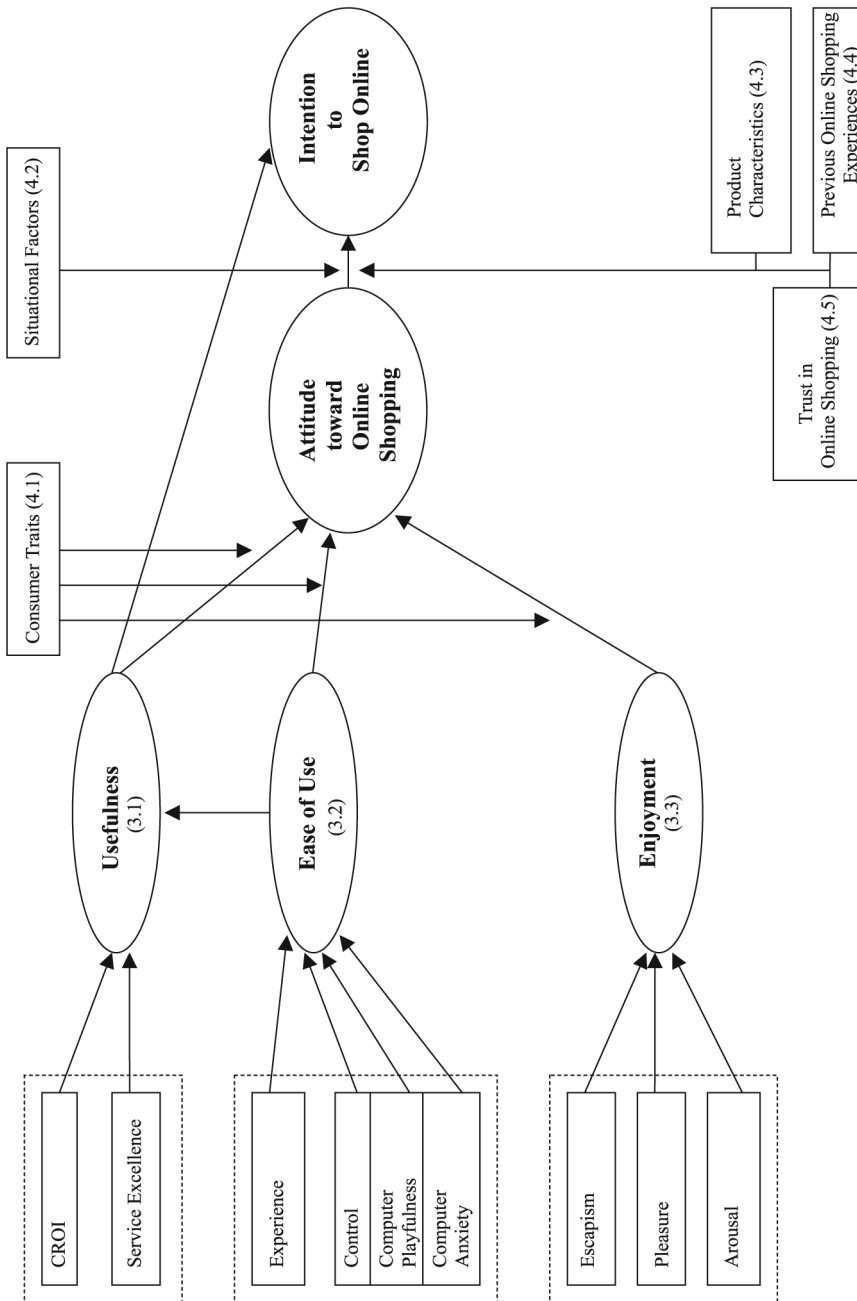 CROI
Service Excellence
Experience
Control
Computer
Playfulness
Computer
Anxiety
Escapism
Pleasure
Arousal
Usefulness
(3.1)
Ease of Use
(3.2)
Enjoyment
(3.3)
Consumer Traits (4.1)
Attitude
toward
Online
Shopping
Situational Factors (4.2)
Intention
to
Shop Online
Product
Characteristics (4.3)
Previous Online Shopping
Experiences (4.4)
Trust in
Online Shopping (4.5)